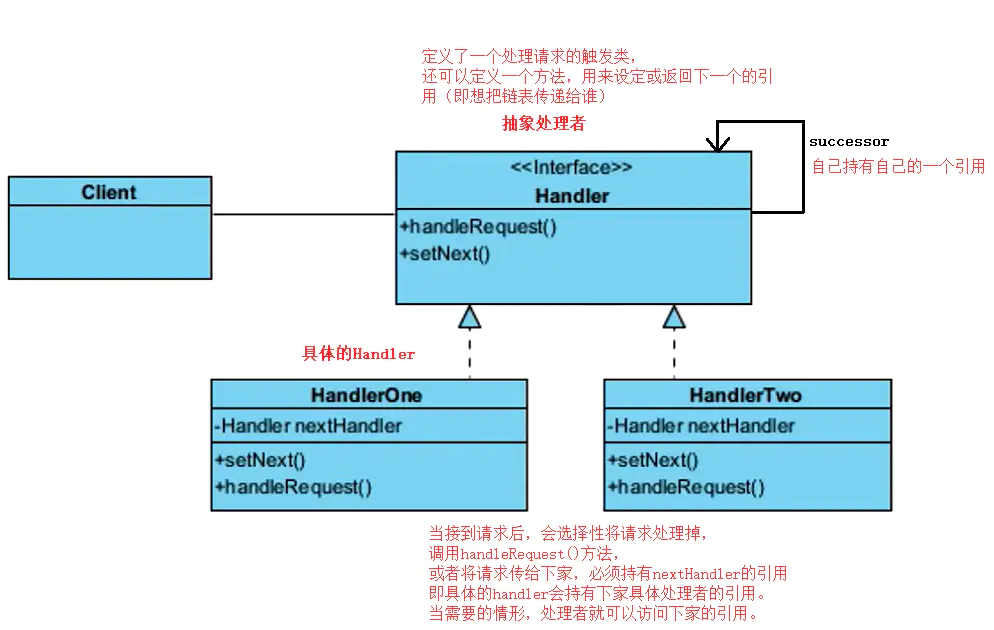 定义了一个处理请求的触发类，
还可以定义一个方法，用来设定或返回下一个的引
用（即想把链表传递给谁）
抽象处理者
successor
自己持有自己的一个引用
Client
<<Interface>>
Handler
+handleRequest()
+setNext()
具体的Handler
HandlerOne
-Handler nextHandler
+setNext()
+handleRequest()
HandlerTwo
-Handler nextHandler
+setNext()
+handleRequest()
当接到请求后，会选择性将请求处理掉，
调用handleRequest()方法，
或者将请求传给下家，必须持有nextHandler的引用
即具体的handler会持有下家具体处理者的引用。
当需要的情形，处理者就可以访问下家的引用。